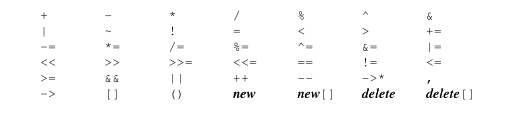 + - * / % ^ &
| ~ ! = < > +=
-= *= /= %= ^= &= |=
<< >> >>= <<= == != <=
>= && || ++ -- ->* ,
-> [] () new new[] delete delete[]